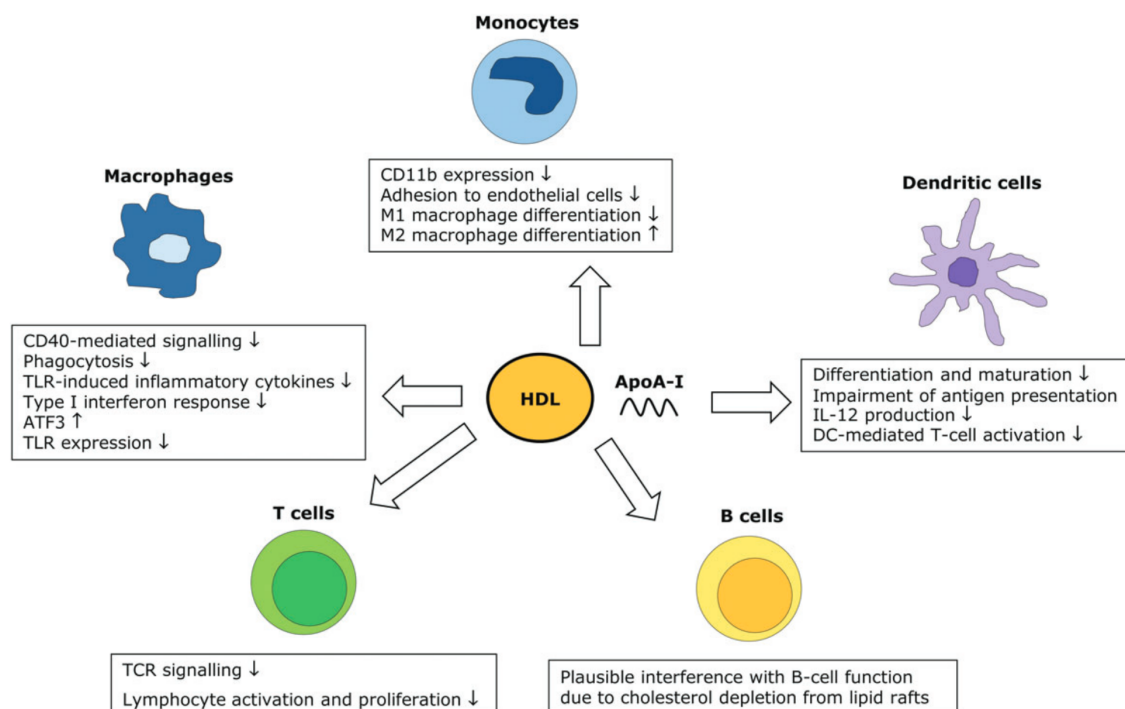 Monocytes
CD11b expression ↓
Adhesion to endothelial cells ↓
M1 macrophage differentiation ↓
M2 macrophage differentiation ↑
Macrophages
CD40-mediated signalling ↓
Phagocytosis ↓
TLR-induced inflammatory cytokines ↓
Type I interferon response ↓
ATF3 ↑
TLR expression ↓
HDL
ApoA-I
Dendritic cells
Differentiation and maturation ↓
Impairment of antigen presentation
IL-12 production ↓
DC-mediated T-cell activation ↓
T cells
TCR signalling ↓
Lymphocyte activation and proliferation ↓
B cells
Plausible interference with B-cell function
due to cholesterol depletion from lipid rafts